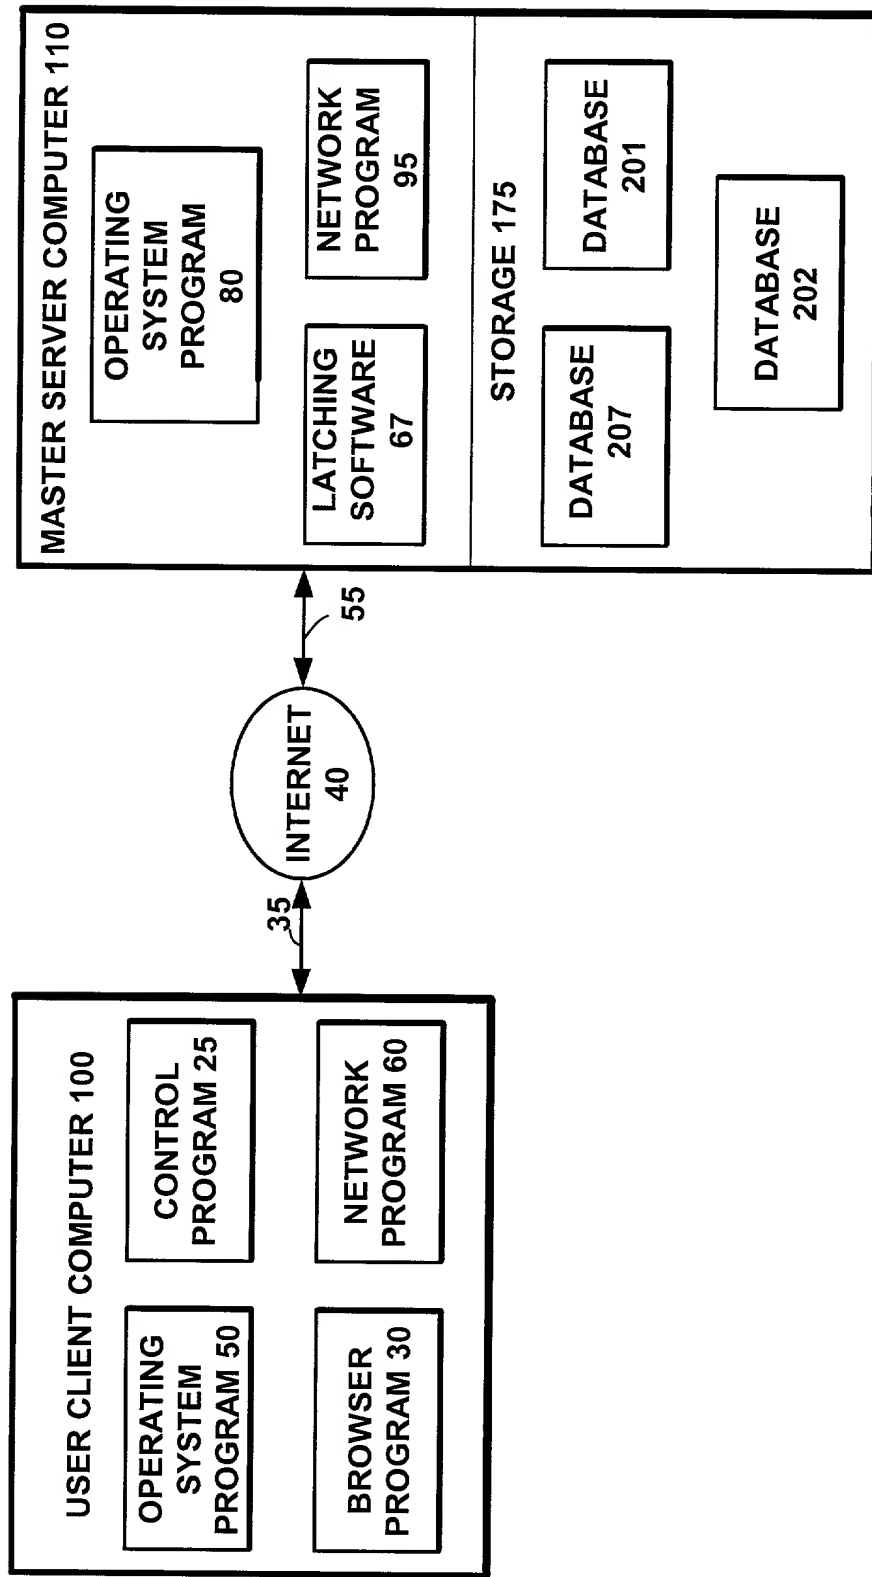 USER CLIENT COMPUTER 100
OPERATING
SYSTEM
PROGRAM 50
CONTROL
PROGRAM 25
BROWSER
PROGRAM 30
NETWORK
PROGRAM 60
35
INTERNET
40
55
MASTER SERVER COMPUTER 110
OPERATING
SYSTEM
PROGRAM
80
LATCHING
SOFTWARE
67
NETWORK
PROGRAM
95
STORAGE 175
DATABASE
207
DATABASE
201
DATABASE
202